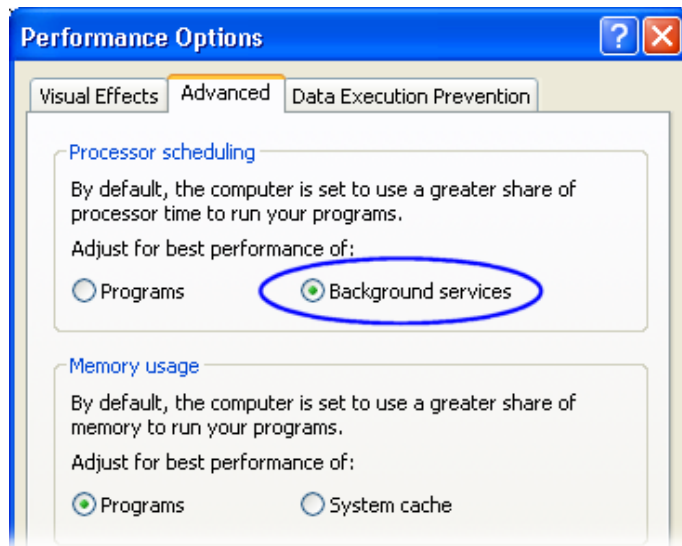 Performance Options
Visual Effects Advanced Data Execution Prevention
Processor scheduling
By default, the computer is set to use a greater share of
processor time to run your programs.
Adjust for best performance of:
Programs Background services
Memory usage
By default, the computer is set to use a greater share of
memory to run your programs.
Adjust for best performance of:
Programs System cache